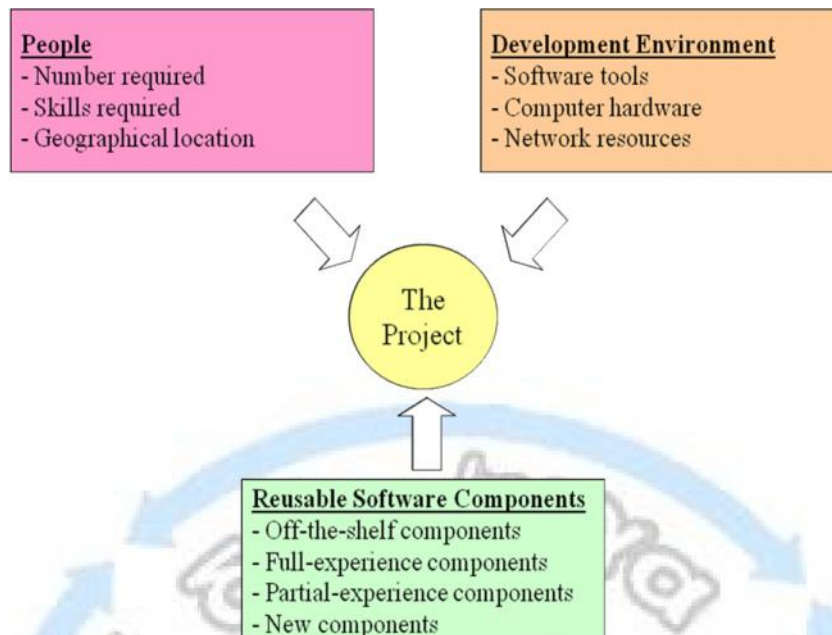 People
- Number required
- Skills required
- Geographical location
Development Environment
- Software tools
- Computer hardware
- Network resources
The
Project
Reusable Software Components
- Off-the-shelf components
- Full-experience components
- Partial-experience components
- New components